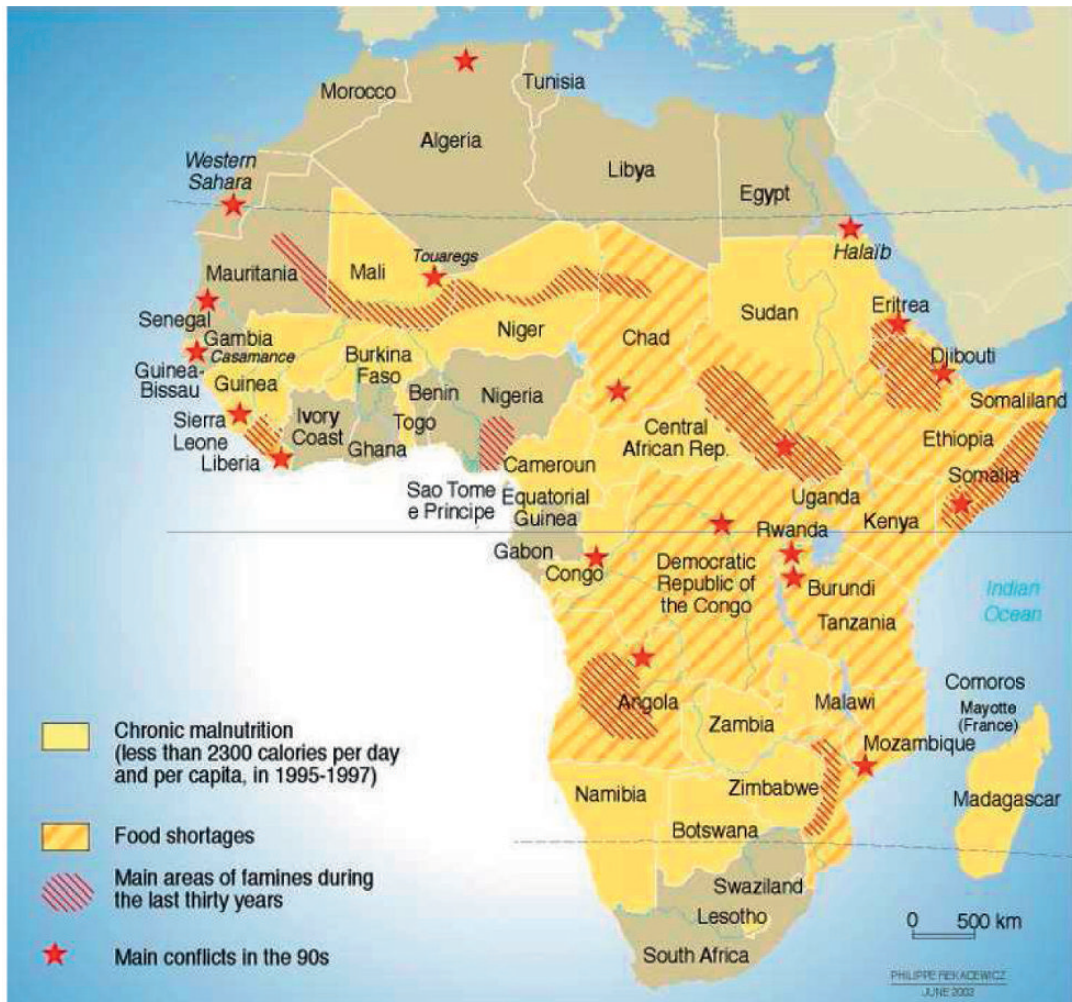 Tunisia
Morocco
Algeria
Western
Sahara
Libya
Egypt
Halaïb
Touaregs
Mauritania
Mali
Niger
Chad
Sudan
Eritrea
Djibouti
Senegal
Gambia
Casamance
Guinea-
Bissau
Guinea
Burkina
Faso
Benin
Nigeria
Somaliland
Sierra
Leone
Ivory
Coast
Togo
Ghana
Liberia
Central
African Rep.
Ethiopia
Cameroun
Somalia
Sao Tome
e Principe
Equatorial
Guinea
Uganda
Kenya
Rwanda
Gabon
Congo
Democratic
Republic of
the Congo
Burundi
Tanzania
Indian
Ocean
Angola
Malawi
Comoros
Mayotte
(France)
Zambia
Mozambique
Namibia
Zimbabwe
Madagascar
Botswana
Swaziland
Lesotho
South Africa
Chronic malnutrition
(less than 2300 calories per day
and per capita, in 1995-1997)
Food shortages
Main areas of famines during
the last thirty years
Main conflicts in the 90s
0 500 km
PHILIPPE REKACEWICZ
JUNE 2003